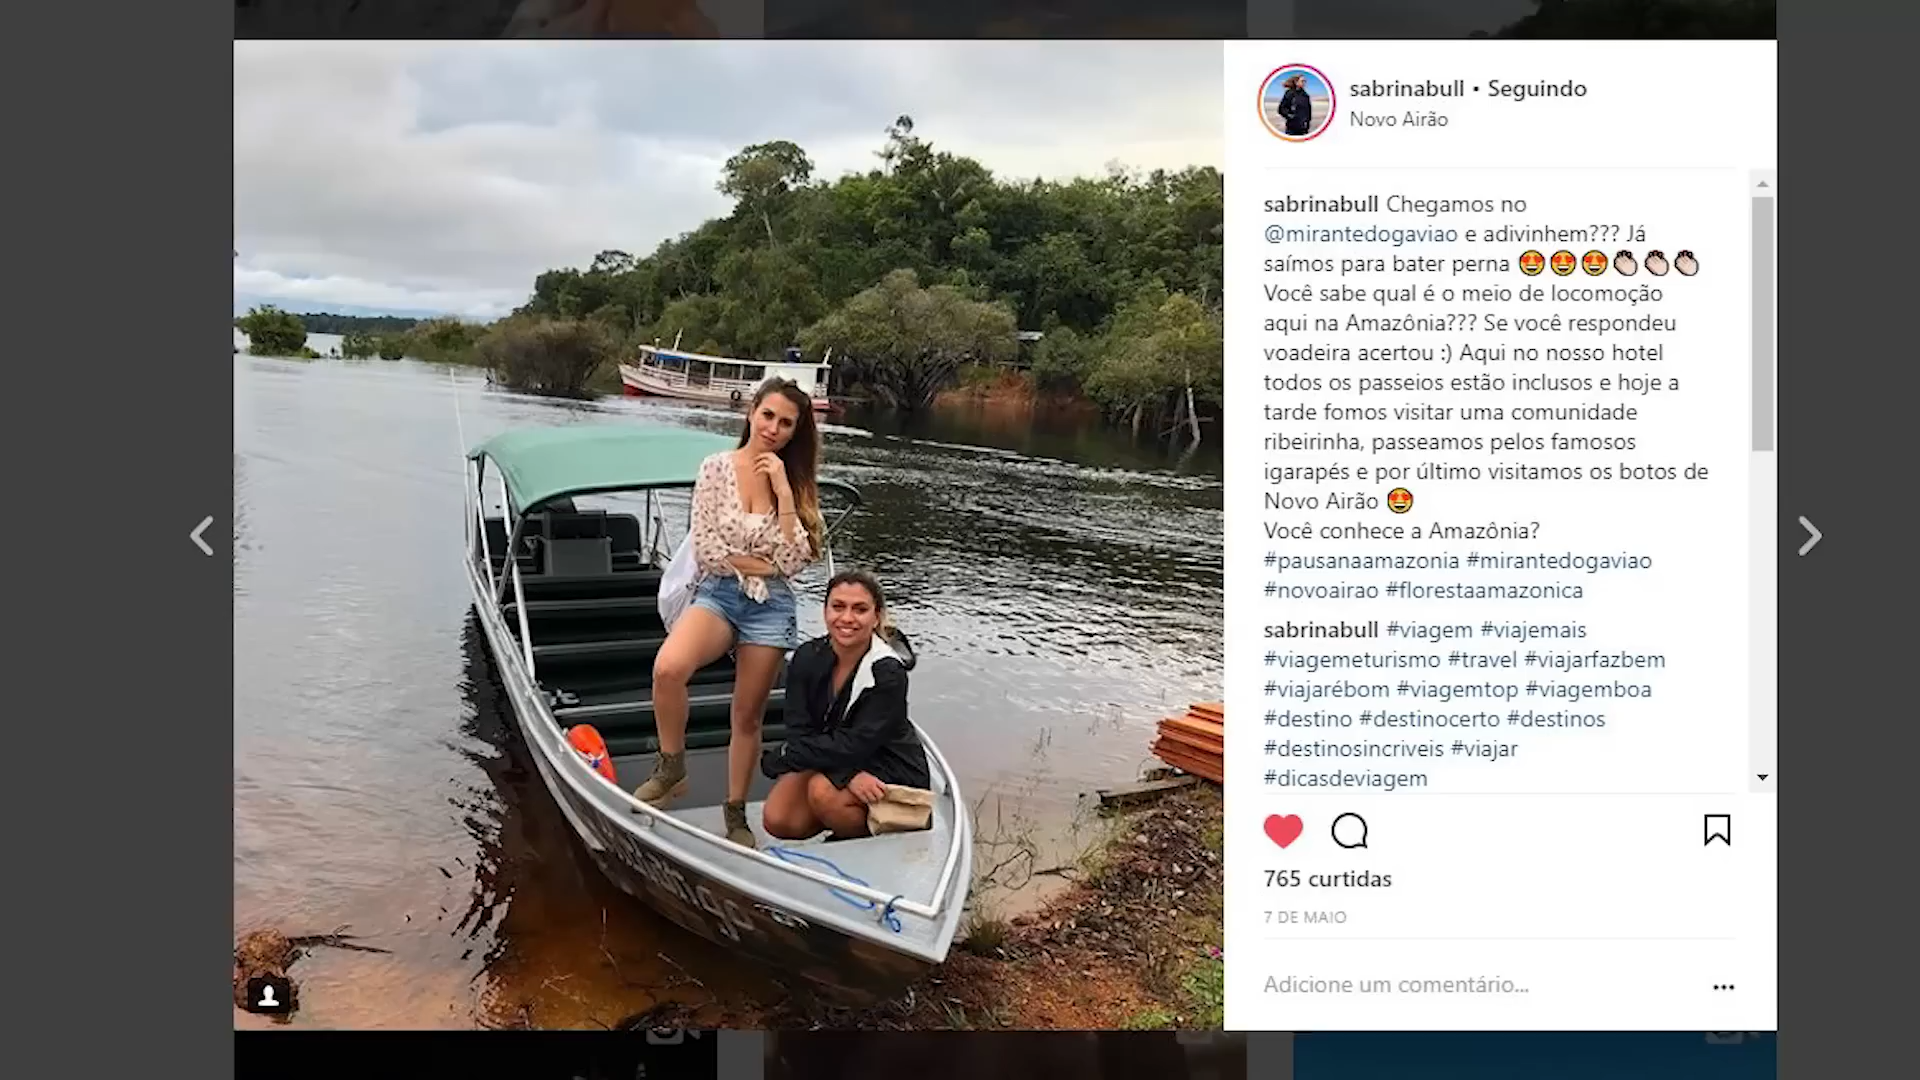 sabrinabull • Seguindo
Novo Airão
sabrinabull Chegamos no
@mirantedogaviao e adivinhem??? Já
saímos para bater perna 😍😍😍👏🏻👏🏻👏🏻
Você sabe qual é o meio de locomoção
aqui na Amazônia??? Se você respondeu
voadeira acertou :) Aqui no nosso hotel
todos os passeios estão inclusos e hoje a
tarde fomos visitar uma comunidade
ribeirinha, passeamos pelos famosos
igarapés e por último visitamos os botos de
Novo Airão 😍
Você conhece a Amazônia?
#pausanaamazonia #mirantedogaviao
#novoairao #florestaamazonica
sabrinabull #viagem #viajemais
#viagemeturismo #travel #viajarfazbem
#viajarébom #viagemtop #viagemboa
#destino #destinocerto #destinos
#destinosincriveis #viajar
#dicasdeviagem
765 curtidas
7 DE MAIO
Adicione um comentário...